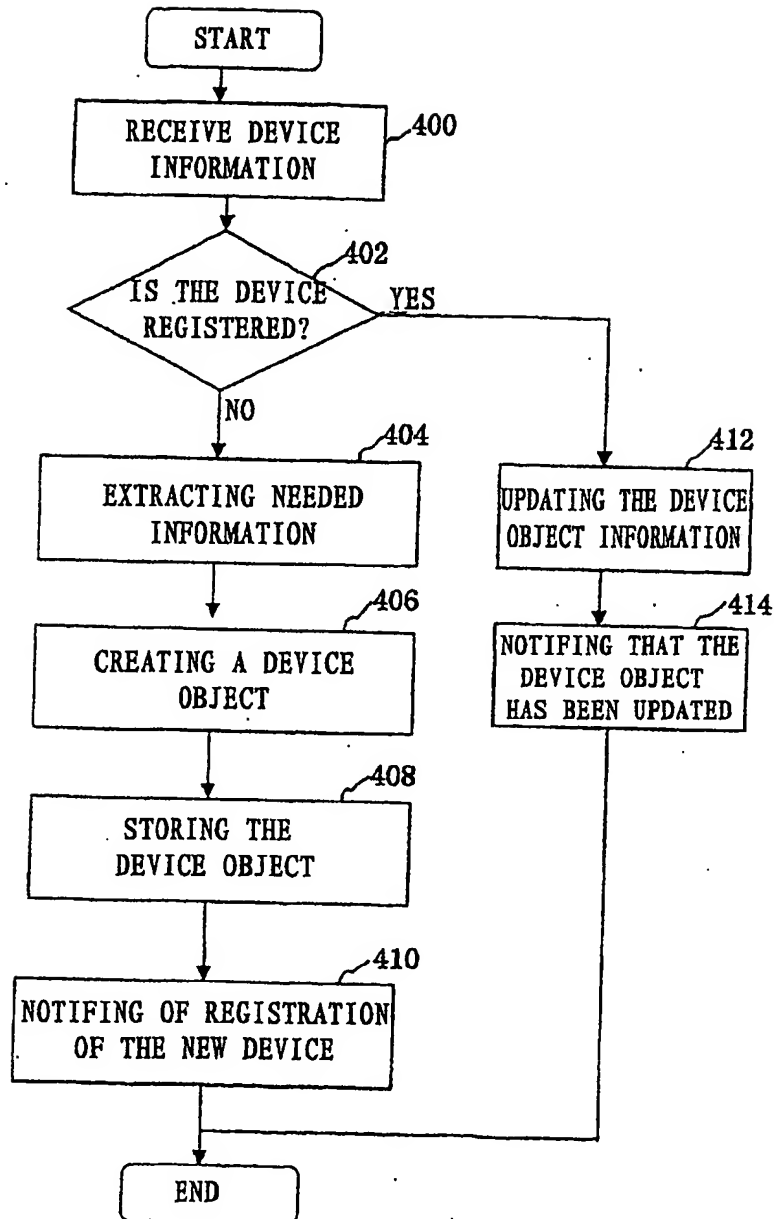 START
RECEIVE DEVICE
INFORMATION
400
402
IS THE DEVICE
REGISTERED?
YES
NO
404
EXTRACTING NEEDED
INFORMATION
412
UPDATING THE DEVICE
OBJECT INFORMATION
406
CREATING A DEVICE
OBJECT
414
NOTIFING THAT THE
DEVICE OBJECT
HAS BEEN UPDATED
408
STORING THE
DEVICE OBJECT
410
NOTIFING OF REGISTRATION
OF THE NEW DEVICE
END